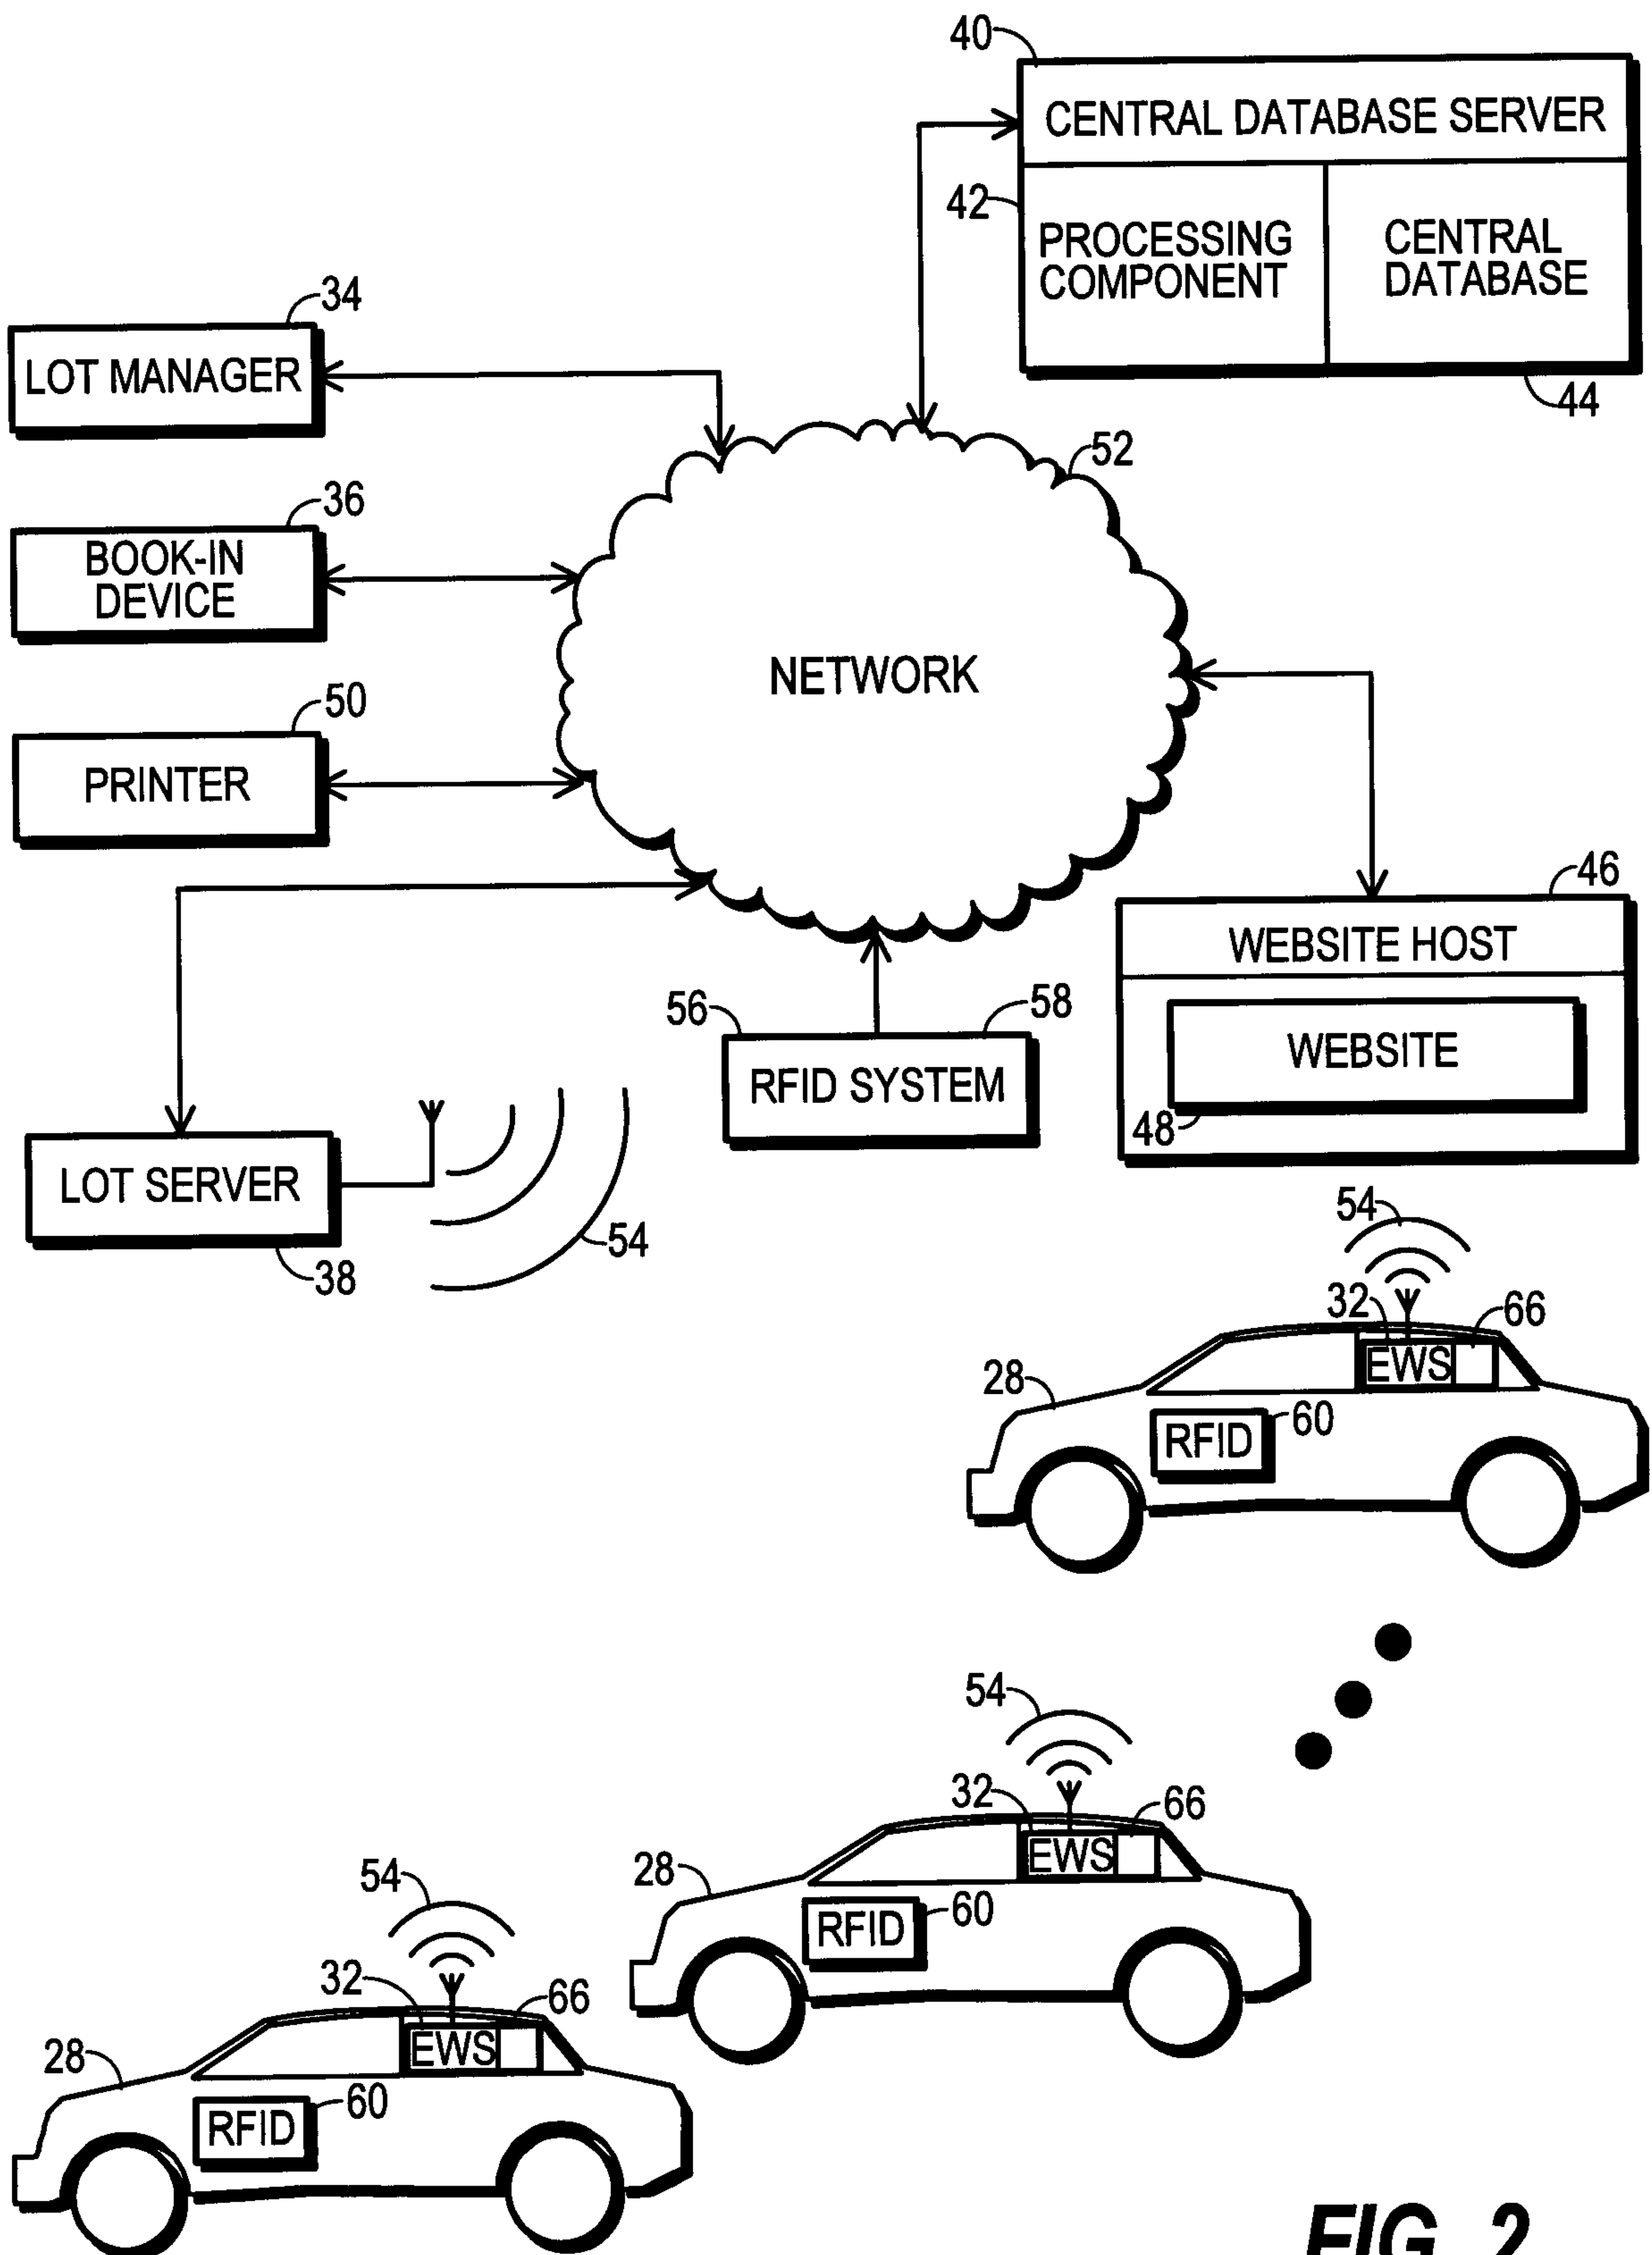 40
CENTRAL DATABASE SERVER
42
PROCESSING
COMPONENT
CENTRAL
DATABASE
44
34
LOT MANAGER
52
36
BOOK-IN
DEVICE
NETWORK
50
PRINTER
46
WEBSITE HOST
WEBSITE
48
56
58
RFID SYSTEM
LOT SERVER
38
54
54
32
66
EWS
28
RFID
60
54
32
66
EWS
28
RFID
60
54
32
66
EWS
28
RFID
60
FIG. 2